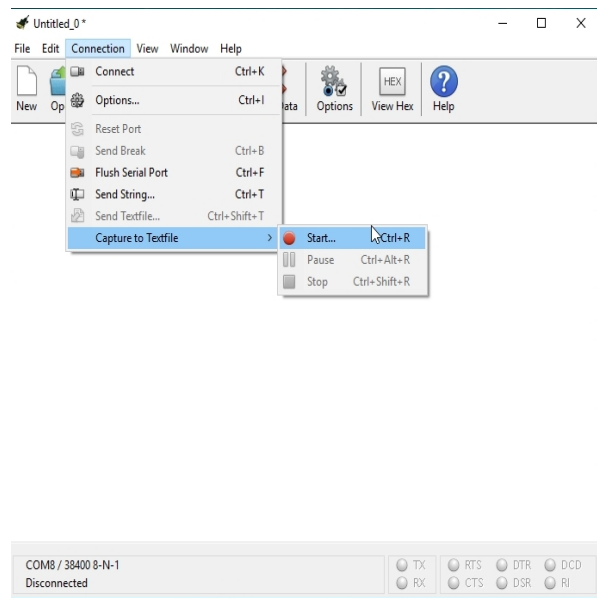 Untitled_0 *
File Edit Connection View Window Help
New Op ata Options View Hex Help
HEX
?
Connect Ctrl+K
Options... Ctrl+I
Reset Port
Send Break Ctrl+B
Flush Serial Port Ctrl+F
Send String... Ctrl+T
Send Textfile... Ctrl+Shift+T
Capture to Textfile >
Start... Ctrl+R
Pause Ctrl+Alt+R
Stop Ctrl+Shift+R
COM8 / 38400 8-N-1
Disconnected
TX RTS DTR DCD
RX CTS DSR RI